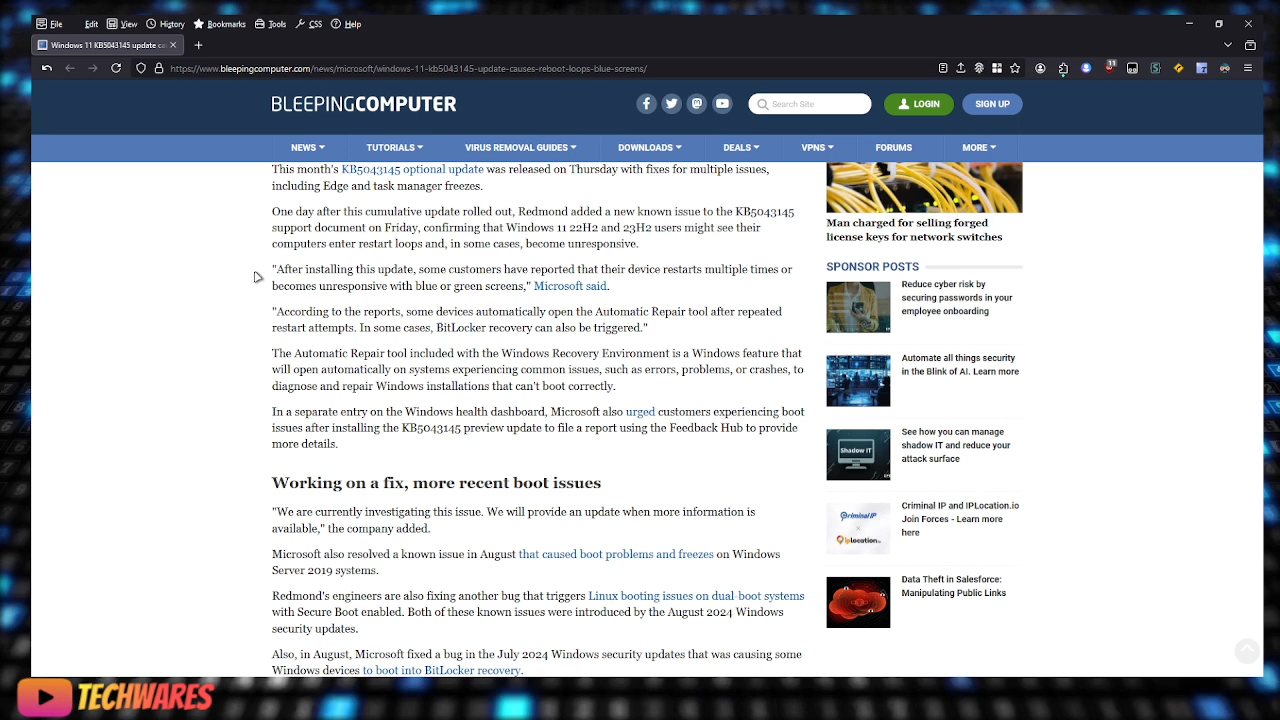 File Edit View History Bookmarks Tools CSS Help
Windows 11 KB5043145 update ca
https://www.bleepingcomputer.com/news/microsoft/windows-11-kb5043145-update-causes-reboot-loops-blue-screens/
11
BLEEPINGCOMPUTER
Search Site
LOGIN
SIGN UP
NEWS TUTORIALS VIRUS REMOVAL GUIDES DOWNLOADS DEALS VPNS FORUMS MORE
This month's KB5043145 optional update was released on Thursday with fixes for multiple issues,
including Edge and task manager freezes.
One day after this cumulative update rolled out, Redmond added a new known issue to the KB5043145
support document on Friday, confirming that Windows 11 22H2 and 23H2 users might see their
computers enter restart loops and, in some cases, become unresponsive.
"After installing this update, some customers have reported that their device restarts multiple times or
becomes unresponsive with blue or green screens," Microsoft said.
"According to the reports, some devices automatically open the Automatic Repair tool after repeated
restart attempts. In some cases, BitLocker recovery can also be triggered."
The Automatic Repair tool included with the Windows Recovery Environment is a Windows feature that
will open automatically on systems experiencing common issues, such as errors, problems, or crashes, to
diagnose and repair Windows installations that can't boot correctly.
In a separate entry on the Windows health dashboard, Microsoft also urged customers experiencing boot
issues after installing the KB5043145 preview update to file a report using the Feedback Hub to provide
more details.
Working on a fix, more recent boot issues
"We are currently investigating this issue. We will provide an update when more information is
available," the company added.
Microsoft also resolved a known issue in August that caused boot problems and freezes on Windows
Server 2019 systems.
Redmond's engineers are also fixing another bug that triggers Linux booting issues on dual-boot systems
with Secure Boot enabled. Both of these known issues were introduced by the August 2024 Windows
security updates.
Also, in August, Microsoft fixed a bug in the July 2024 Windows security updates that was causing some
Windows devices to boot into BitLocker recovery.
Man charged for selling forged
license keys for network switches
SPONSOR POSTS
Reduce cyber risk by
securing passwords in your
employee onboarding
Automate all things security
in the Blink of AI. Learn more
Shadow IT
See how you can manage
shadow IT and reduce your
attack surface
Criminal IP
iplocation
Criminal IP and IPLocation.io
Join Forces - Learn more
here
Data Theft in Salesforce:
Manipulating Public Links
TECHWARES